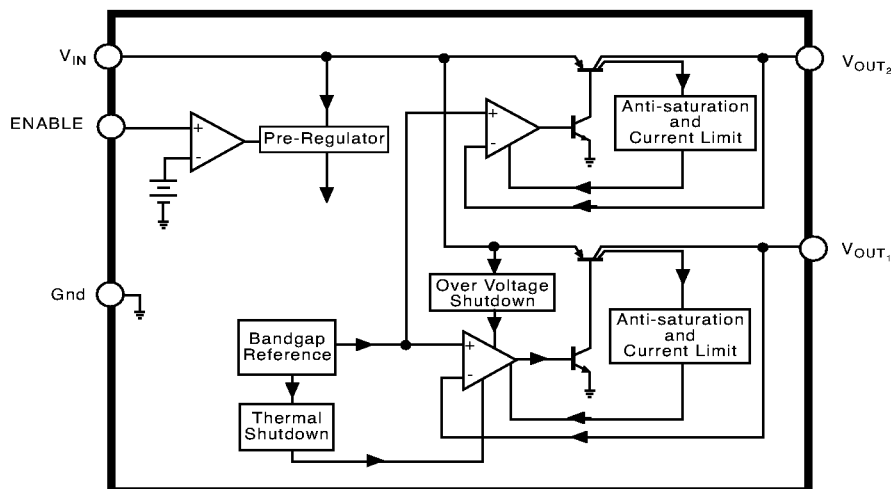 VIN
VOUT2
ENABLE
+
-
Pre-Regulator
+
-
Anti-saturation
and
Current Limit
VOUT1
Gnd
Over Voltage
Shutdown
Bandgap
Reference
+
-
Anti-saturation
and
Current Limit
Thermal
Shutdown